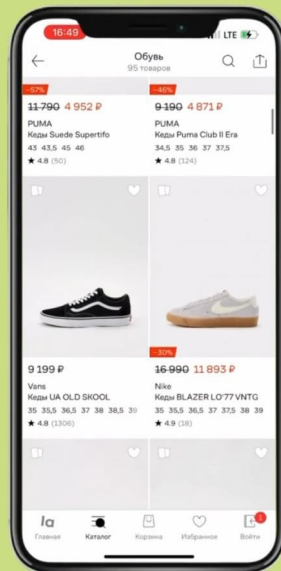 16:49
LTE
Обувь
95 товаров
-57%
-46%
11 790 4 952 ₽
9 190 4 871 ₽
PUMA
PUMA
Кеды Suede Supertifo
Кеды Puma Club II Era
43 43,5 45 46
34,5 35 36 37 37,5
★ 4.8 (50)
★ 4.8 (124)
-30%
9 199 ₽
16 990 11 893 ₽
Vans
Nike
Кеды UA OLD SKOOL
Кеды BLAZER LO'77 VNTG
35 35,5 36,5 37 38 38,5 39
35 35,5 36,5 37 37,5 38 39
★ 4.8 (1306)
★ 4.9 (18)
la
1
Главная
Каталог
Корзина
Избранное
Войти